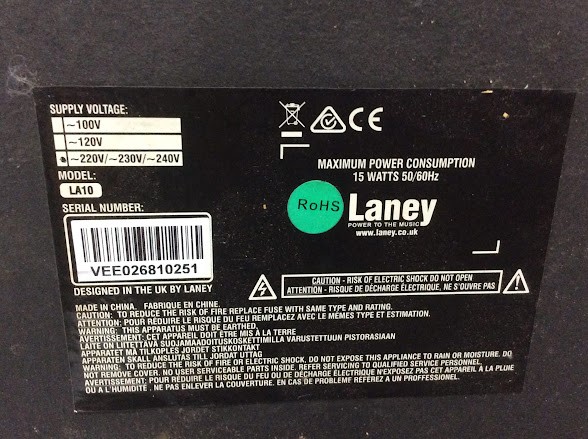 SUPPLY VOLTAGE:
~100V
~120V
~220V/~230V/~240V
MODEL:
LA10
SERIAL NUMBER:
VEE026810251
DESIGNED IN THE UK BY LANEY
CE
MAXIMUM POWER CONSUMPTION
15 WATTS 50/60Hz
RoHS
Laney
POWER TO THE MUSIC
www.laney.co.uk
CAUTION - RISK OF ELECTRIC SHOCK DO NOT OPEN
ATTENTION - RISQUE DE DÉCHARGE ÉLECTRIQUE, NE S'OUVRE PAS
MADE IN CHINA. FABRIQUE EN CHINE.
CAUTION: TO REDUCE THE RISK OF FIRE REPLACE FUSE WITH SAME TYPE AND RATING.
ATTENTION: POUR RÉDUIRE LE RISQUE DU FEU REMPLACEZ AVEC LE MÊMES TYPE ET ESTIMATION.
WARNING: THIS APPARATUS MUST BE EARTHED.
AVERTISSEMENT: CET APPAREIL DOIT ÊTRE MIS À LA TERRE
LAITE ON LIITETTÄVÄ SUOJAMAADOITUSKOSKETTIMILLA VARUSTETTUUN PISTORASIAAN
APPARATET MÅ TILKOPLES JORDET STIKKONTAKT
APPARATEN SKALL ANSLUTAS TILL JORDAT UTTAG
WARNING: TO REDUCE THE RISK OF FIRE OR ELECTRIC SHOCK. DO NOT EXPOSE THIS APPLIANCE TO RAIN OR MOISTURE. DO
NOT REMOVE COVER. NO USER SERVICEABLE PARTS INSIDE. REFER SERVICING TO QUALIFIED SERVICE PERSONNEL.
AVERTISSEMENT: POUR RÉDUIRE LE RISQUE DU FEU OU DE DÉCHARGE ÉLECTRIQUE N'EXPOSEZ PAS CET APPAREIL À LA PLUIE
OU A L'HUMIDITÉ. NE PAS ENLEVER LA COUVERTURE. EN CAS DE PROBLEME RÉFÉREZ A UN PROFFESSIONEL.